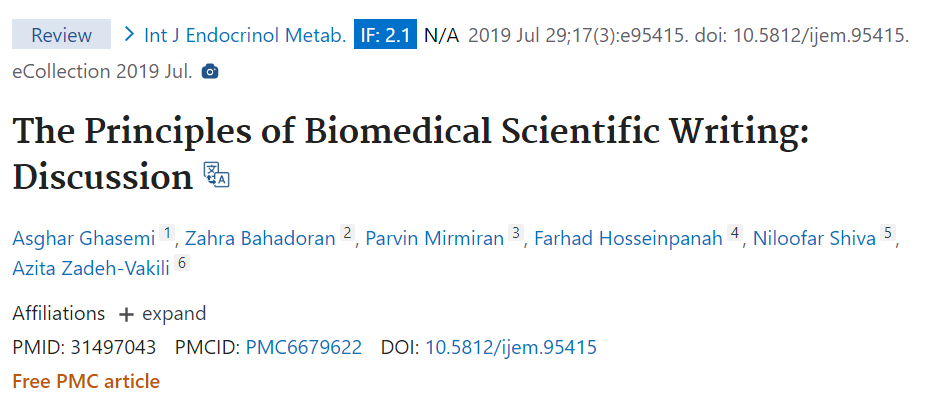 Review > Int J Endocrinol Metab. IF: 2.1 N/A 2019 Jul 29;17(3):e95415. doi: 10.5812/ijem.95415.
eCollection 2019 Jul.
The Principles of Biomedical Scientific Writing:
Discussion
Asghar Ghasemi 1, Zahra Bahadoran 2, Parvin Mirmiran 3, Farhad Hosseinpanah 4, Niloofar Shiva 5,
Azita Zadeh-Vakili 6
Affiliations + expand
PMID: 31497043 PMCID: PMC6679622 DOI: 10.5812/ijem.95415
Free PMC article